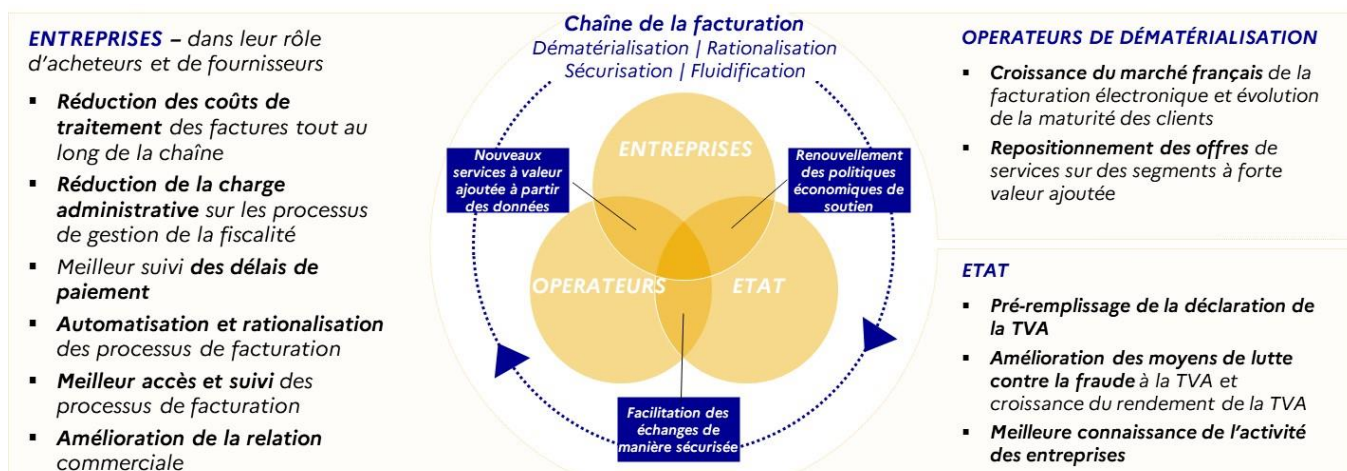 ENTREPRISES – dans leur rôle
d'acheteurs et de fournisseurs
▪ Réduction des coûts de
traitement des factures tout au
long de la chaîne
▪ Réduction de la charge
administrative sur les processus
de gestion de la fiscalité
▪ Meilleur suivi des délais de
paiement
▪ Automatisation et rationalisation
des processus de facturation
▪ Meilleur accès et suivi des
processus de facturation
▪ Amélioration de la relation
commerciale
Chaîne de la facturation
Dématérialisation | Rationalisation
Sécurisation | Fluidification
ENTREPRISES
Nouveaux
services à valeur
ajoutée à partir
des données
Renouvellement
des politiques
économiques de
soutien
OPERATEURS
ETAT
Facilitation des
échanges de
manière sécurisée
OPERATEURS DE DÉMATÉRIALISATION
▪ Croissance du marché français de la
facturation électronique et évolution
de la maturité des clients
▪ Repositionnement des offres de
services sur des segments à forte
valeur ajoutée
ETAT
▪ Pré-remplissage de la déclaration de
la TVA
▪ Amélioration des moyens de lutte
contre la fraude à la TVA et
croissance du rendement de la TVA
▪ Meilleure connaissance de l'activité
des entreprises